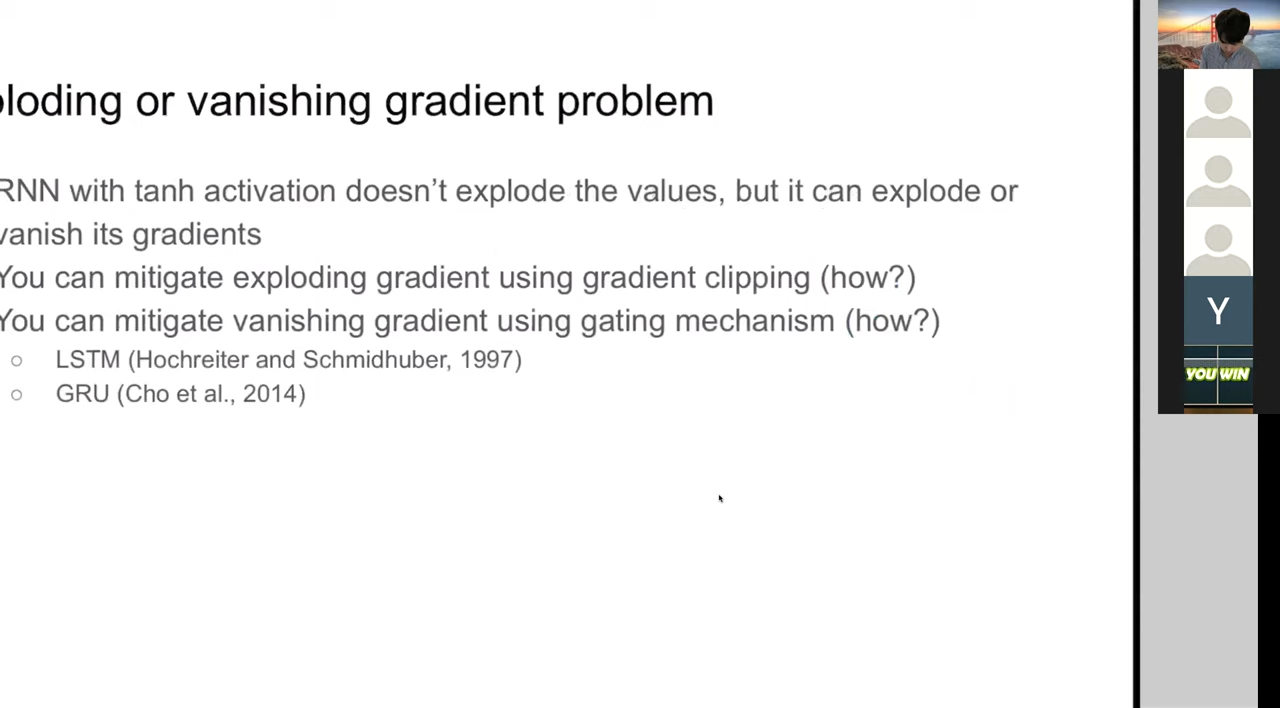 ploding or vanishing gradient problem
RNN with tanh activation doesn’t explode the values, but it can explode or
vanish its gradients
You can mitigate exploding gradient using gradient clipping (how?)
You can mitigate vanishing gradient using gating mechanism (how?)
○ LSTM (Hochreiter and Schmidhuber, 1997)
○ GRU (Cho et al., 2014)
Y
YOU WIN